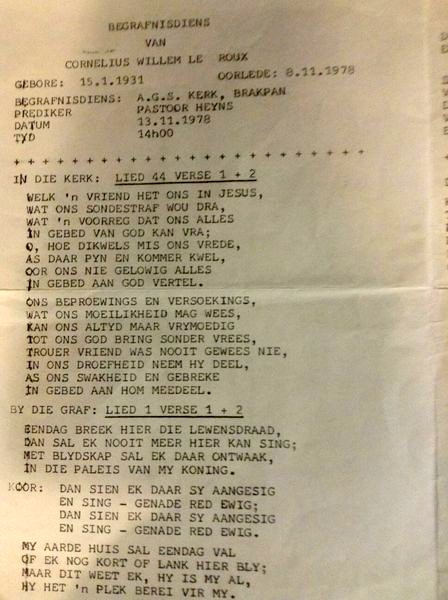 BEGRAFNISDIENS
VAN
CORNELIUS WILLEM LE ROUX
GEBORE: 15.1.1931 OORLEDE: 8.11.1978
BEGRAFNISDIENS: A.G.S. KERK, BRAKPAN
PREDIKER PASTOOR HEYNS
DATUM 13.11.1978
TYD 14h00
+ + + + + + + + + + + + + + + + + + + + + + + + +
IN DIE KERK: LIED 44 VERSE 1 + 2
WELK 'n VRIEND HET ONS IN JESUS,
WAT ONS SONDESTRAF WOU DRA,
WAT 'n VOORREG DAT ONS ALLES
IN GEBED VAN GOD KAN VRA;
O, HOE DIKWELS MIS ONS VREDE,
AS DAAR PYN EN KOMMER KWEL,
OOR ONS NIE GELOWIG ALLES
IN GEBED AAN GOD VERTEL.
ONS BEPROEWINGS EN VERSOEKINGS,
WAT ONS MOEILIKHEID MAG WEES,
KAN ONS ALTYD MAAR VRYMOEDIG
TOT ONS GOD BRING SONDER VREES,
TROUER VRIEND WAS NOOIT GEWEES NIE,
IN ONS DROEFHEID NEEM HY DEEL,
AS ONS SWAKHEID EN GEBREKE
IN GEBED AAN HOM MEEDEEL.
BY DIE GRAF: LIED 1 VERSE 1 + 2
EENDAG BREEK HIER DIE LEWENSDRAAD,
DAN SAL EK NOOIT MEER HIER KAN SING;
MET BLYDSKAP SAL EK DAAR ONTWAAK,
IN DIE PALEIS VAN MY KONING.
KOOR: DAN SIEN EK DAAR SY AANGESIG
EN SING - GENADE RED EWIG;
DAN SIEN EK DAAR SY AANGESIG
EN SING - GENADE RED EWIG.
MY AARDE HUIS SAL EENDAG VAL
OF EK NOG KORT OF LANK HIER BLY;
MAAR DIT WEET EK, HY IS MY AL,
HY HET 'n PLEK BEREI VIR MY.